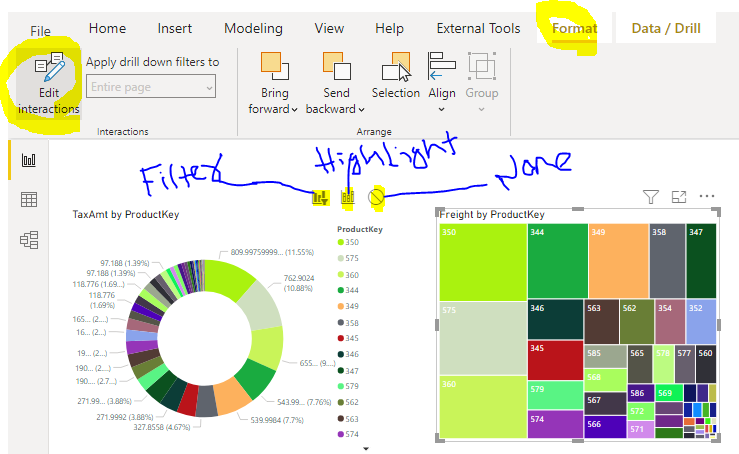 File Home Insert Modeling View Help External Tools Format Data / Drill
Apply drill down filters to
Entire page
Edit interactions
Bring forward
Send backward
Selection
Align
Group
Interactions
Arrange
Filter
Highlight
None
TaxAmt by ProductKey
809.99759999... (11.55%)
762.9024 (10.88%)
655.... (9....)
543.99... (7.76%)
539.9984 (7.7%)
327.8558 (4.67%)
271.9992 (3.88%)
271.99... (3.88%)
190.... (2.7...)
190... (2....)
19... (2....)
16... (2....)
165... (2....)
118.776 (1.69%)
118.776 (1.69...)
97.188 (1.39%)
97.188 (1.39%)
ProductKey
350
575
360
344
349
358
345
346
347
579
562
563
574
Freight by ProductKey
350 344 349 358 347
575 346 563 562 354 352
345 585 565 578 577 560
360 579 568 586 569
567 572
574 566 571